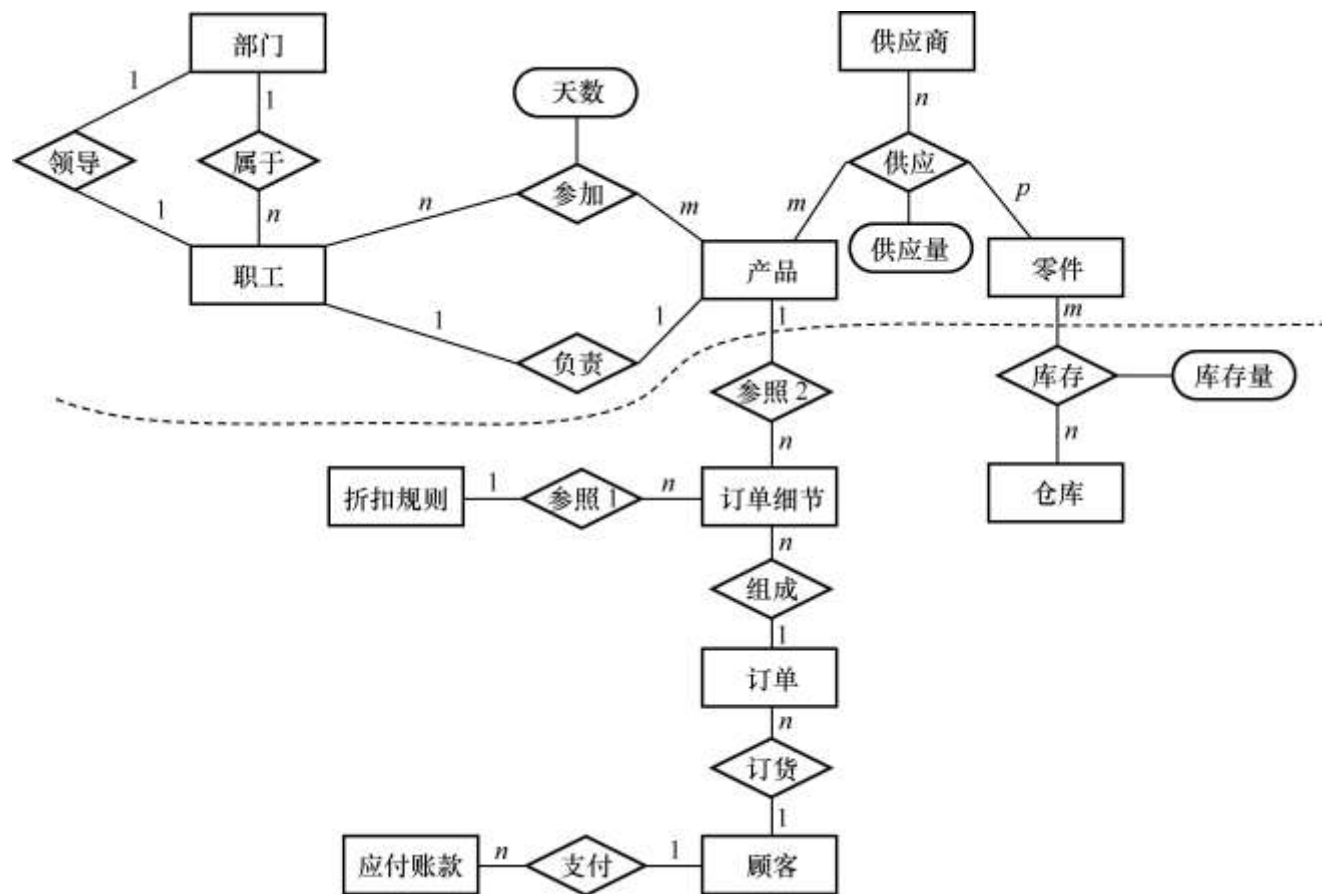 部门
供应商
1
1
n
天数
领导
属于
供应
参加
n
m
m
p
1
n
供应量
职工
产品
零件
1
1
1
m
负责
库存
库存量
参照 2
n
n
折扣规则
1
参照 1
n
订单细节
仓库
n
组成
1
订单
n
订货
1
应付账款
n
支付
1
顾客